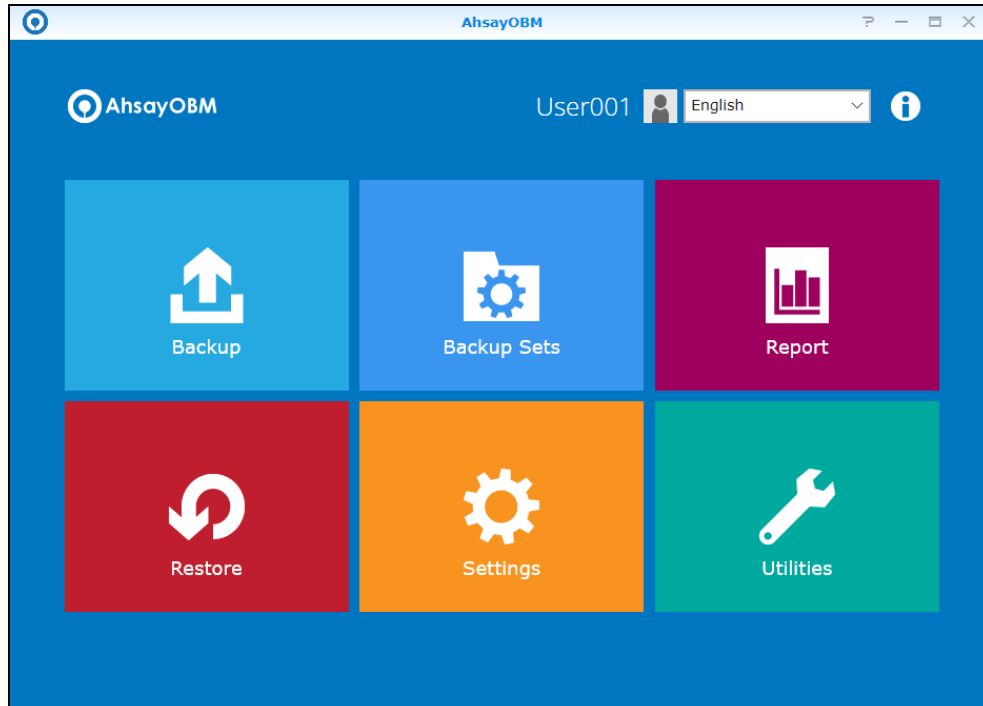 AhsayOBM
AhsayOBM
User001
English
Backup
Backup Sets
Report
Restore
Settings
Utilities